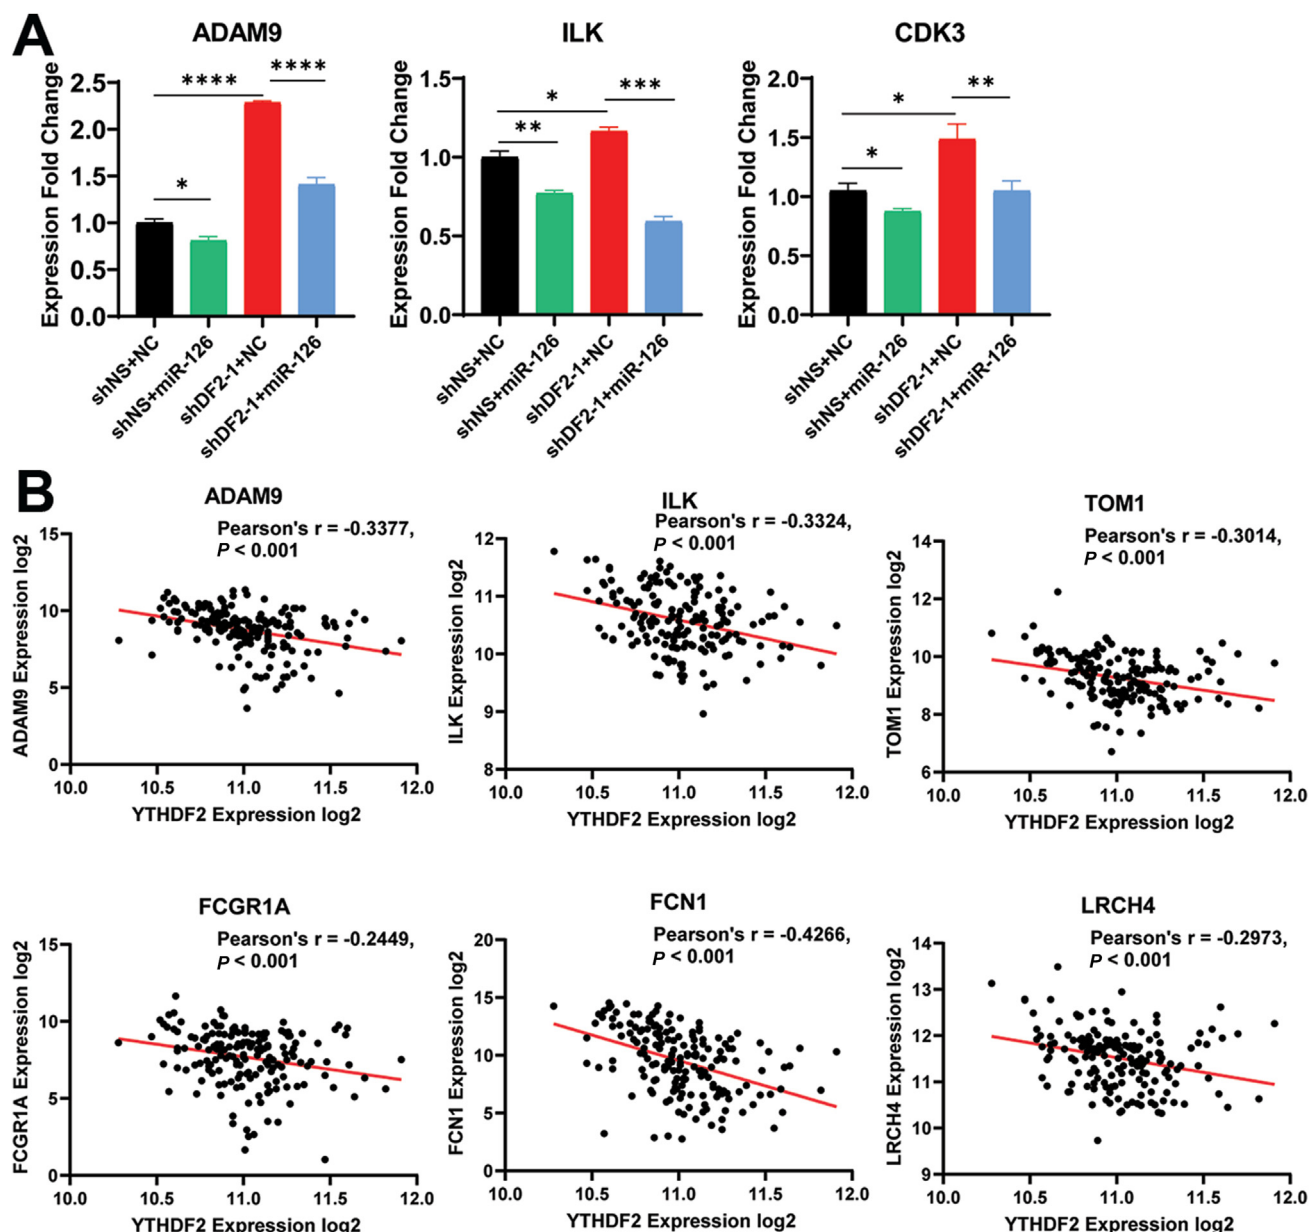 A
ADAM9
Expression Fold Change
2.5
2.0
1.5
1.0
0.5
0.0
****
****
*
shNS+NC
shNS+miR-126
shDF2-1+NC
shDF2-1+miR-126
ILK
Expression Fold Change
1.5
1.0
0.5
0.0
*
***
**
shNS+NC
shNS+miR-126
shDF2-1+NC
shDF2-1+miR-126
CDK3
Expression Fold Change
2.0
1.5
1.0
0.5
0.0
*
**
*
shNS+NC
shNS+miR-126
shDF2-1+NC
shDF2-1+miR-126
B
ADAM9
Pearson's r = -0.3377,
P < 0.001
ADAM9 Expression log2
15
10
5
0
10.0 10.5 11.0 11.5 12.0
YTHDF2 Expression log2
ILK
Pearson's r = -0.3324,
P < 0.001
ILK Expression log2
12
11
10
9
8
10.0 10.5 11.0 11.5 12.0
YTHDF2 Expression log2
TOM1
Pearson's r = -0.3014,
P < 0.001
TOM1 Expression log2
14
12
10
8
6
10.0 10.5 11.0 11.5 12.0
YTHDF2 Expression log2
FCGR1A
Pearson's r = -0.2449,
P < 0.001
FCGR1A Expression log2
15
10
5
0
10.0 10.5 11.0 11.5 12.0
YTHDF2 Expression log2
FCN1
Pearson's r = -0.4266,
P < 0.001
FCN1 Expression log2
20
15
10
5
0
10.0 10.5 11.0 11.5 12.0
YTHDF2 Expression log2
LRCH4
Pearson's r = -0.2973,
P < 0.001
LRCH4 Expression log2
14
13
12
11
10
9
10.0 10.5 11.0 11.5 12.0
YTHDF2 Expression log2